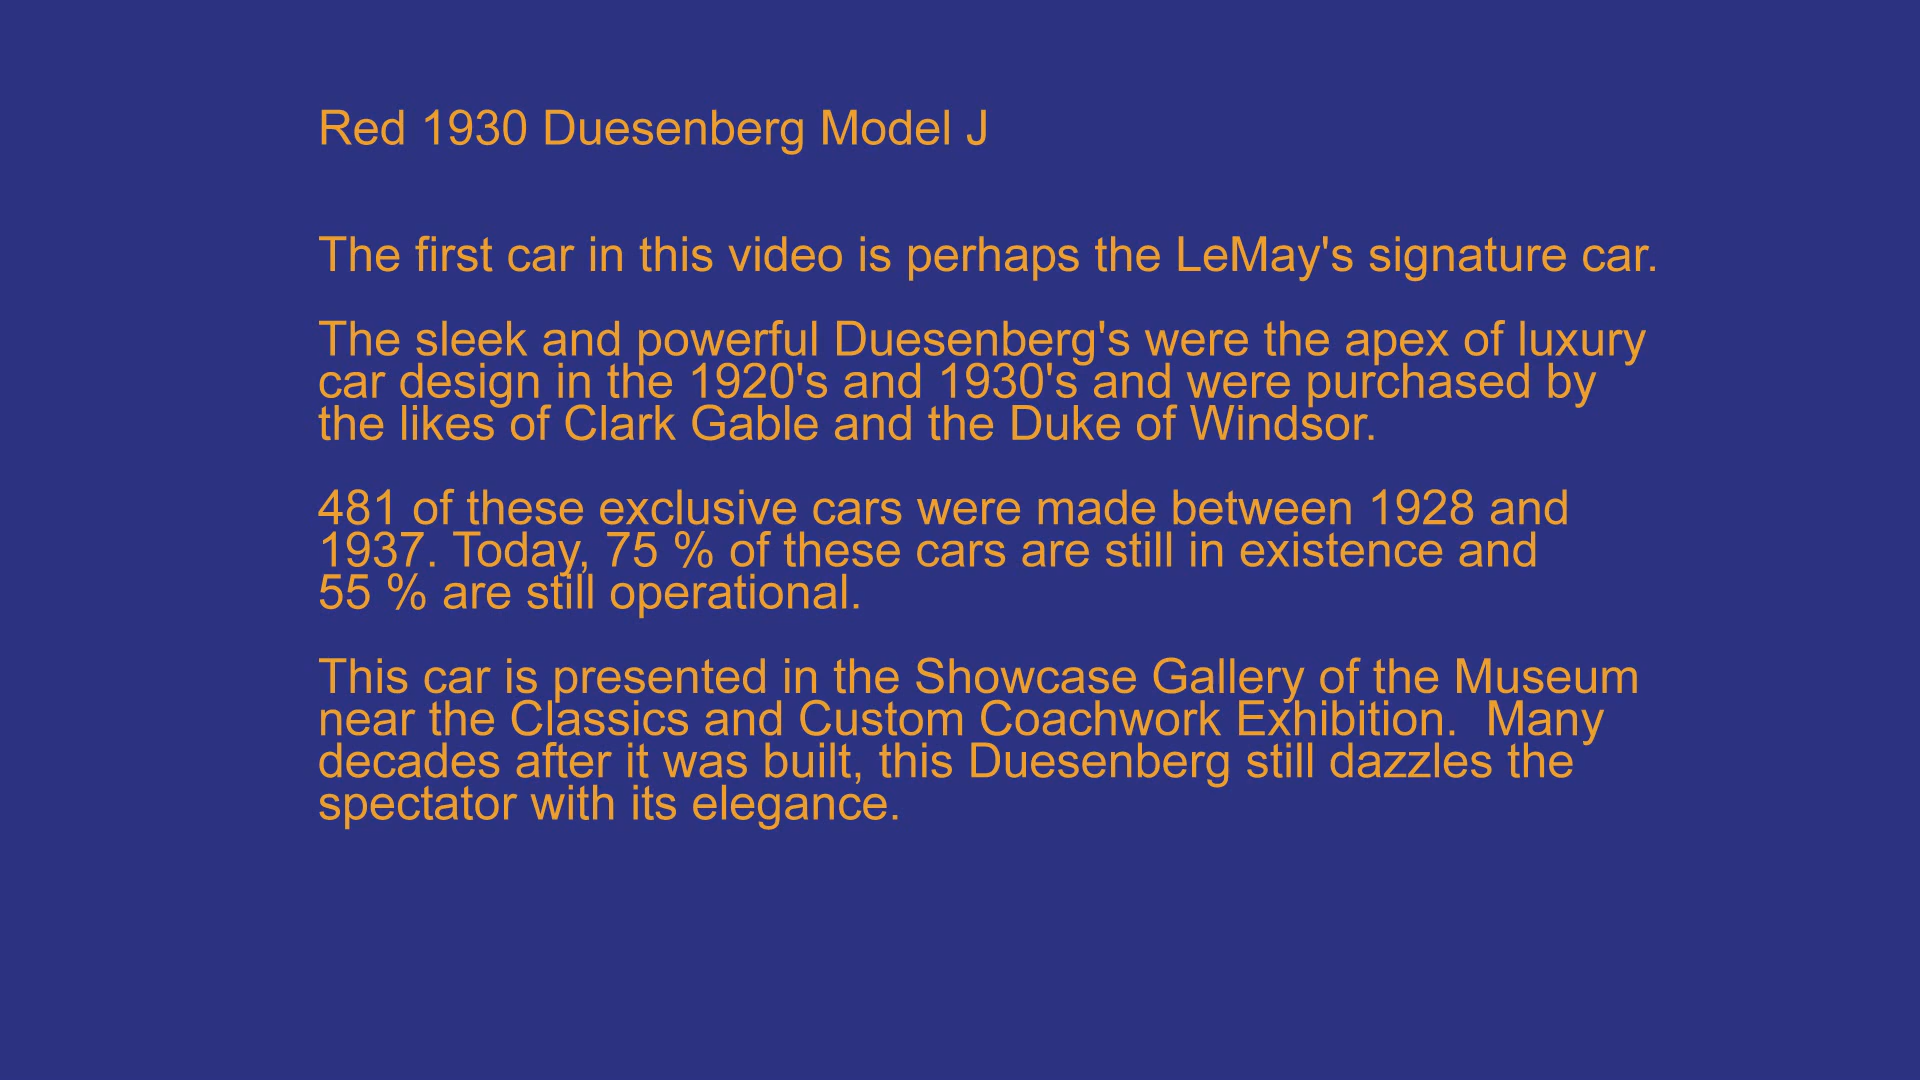 Red 1930 Duesenberg Model J
The first car in this video is perhaps the LeMay's signature car.
The sleek and powerful Duesenberg's were the apex of luxury
car design in the 1920's and 1930's and were purchased by
the likes of Clark Gable and the Duke of Windsor.
481 of these exclusive cars were made between 1928 and
1937. Today, 75 % of these cars are still in existence and
55 % are still operational.
This car is presented in the Showcase Gallery of the Museum
near the Classics and Custom Coachwork Exhibition.  Many
decades after it was built, this Duesenberg still dazzles the
spectator with its elegance.